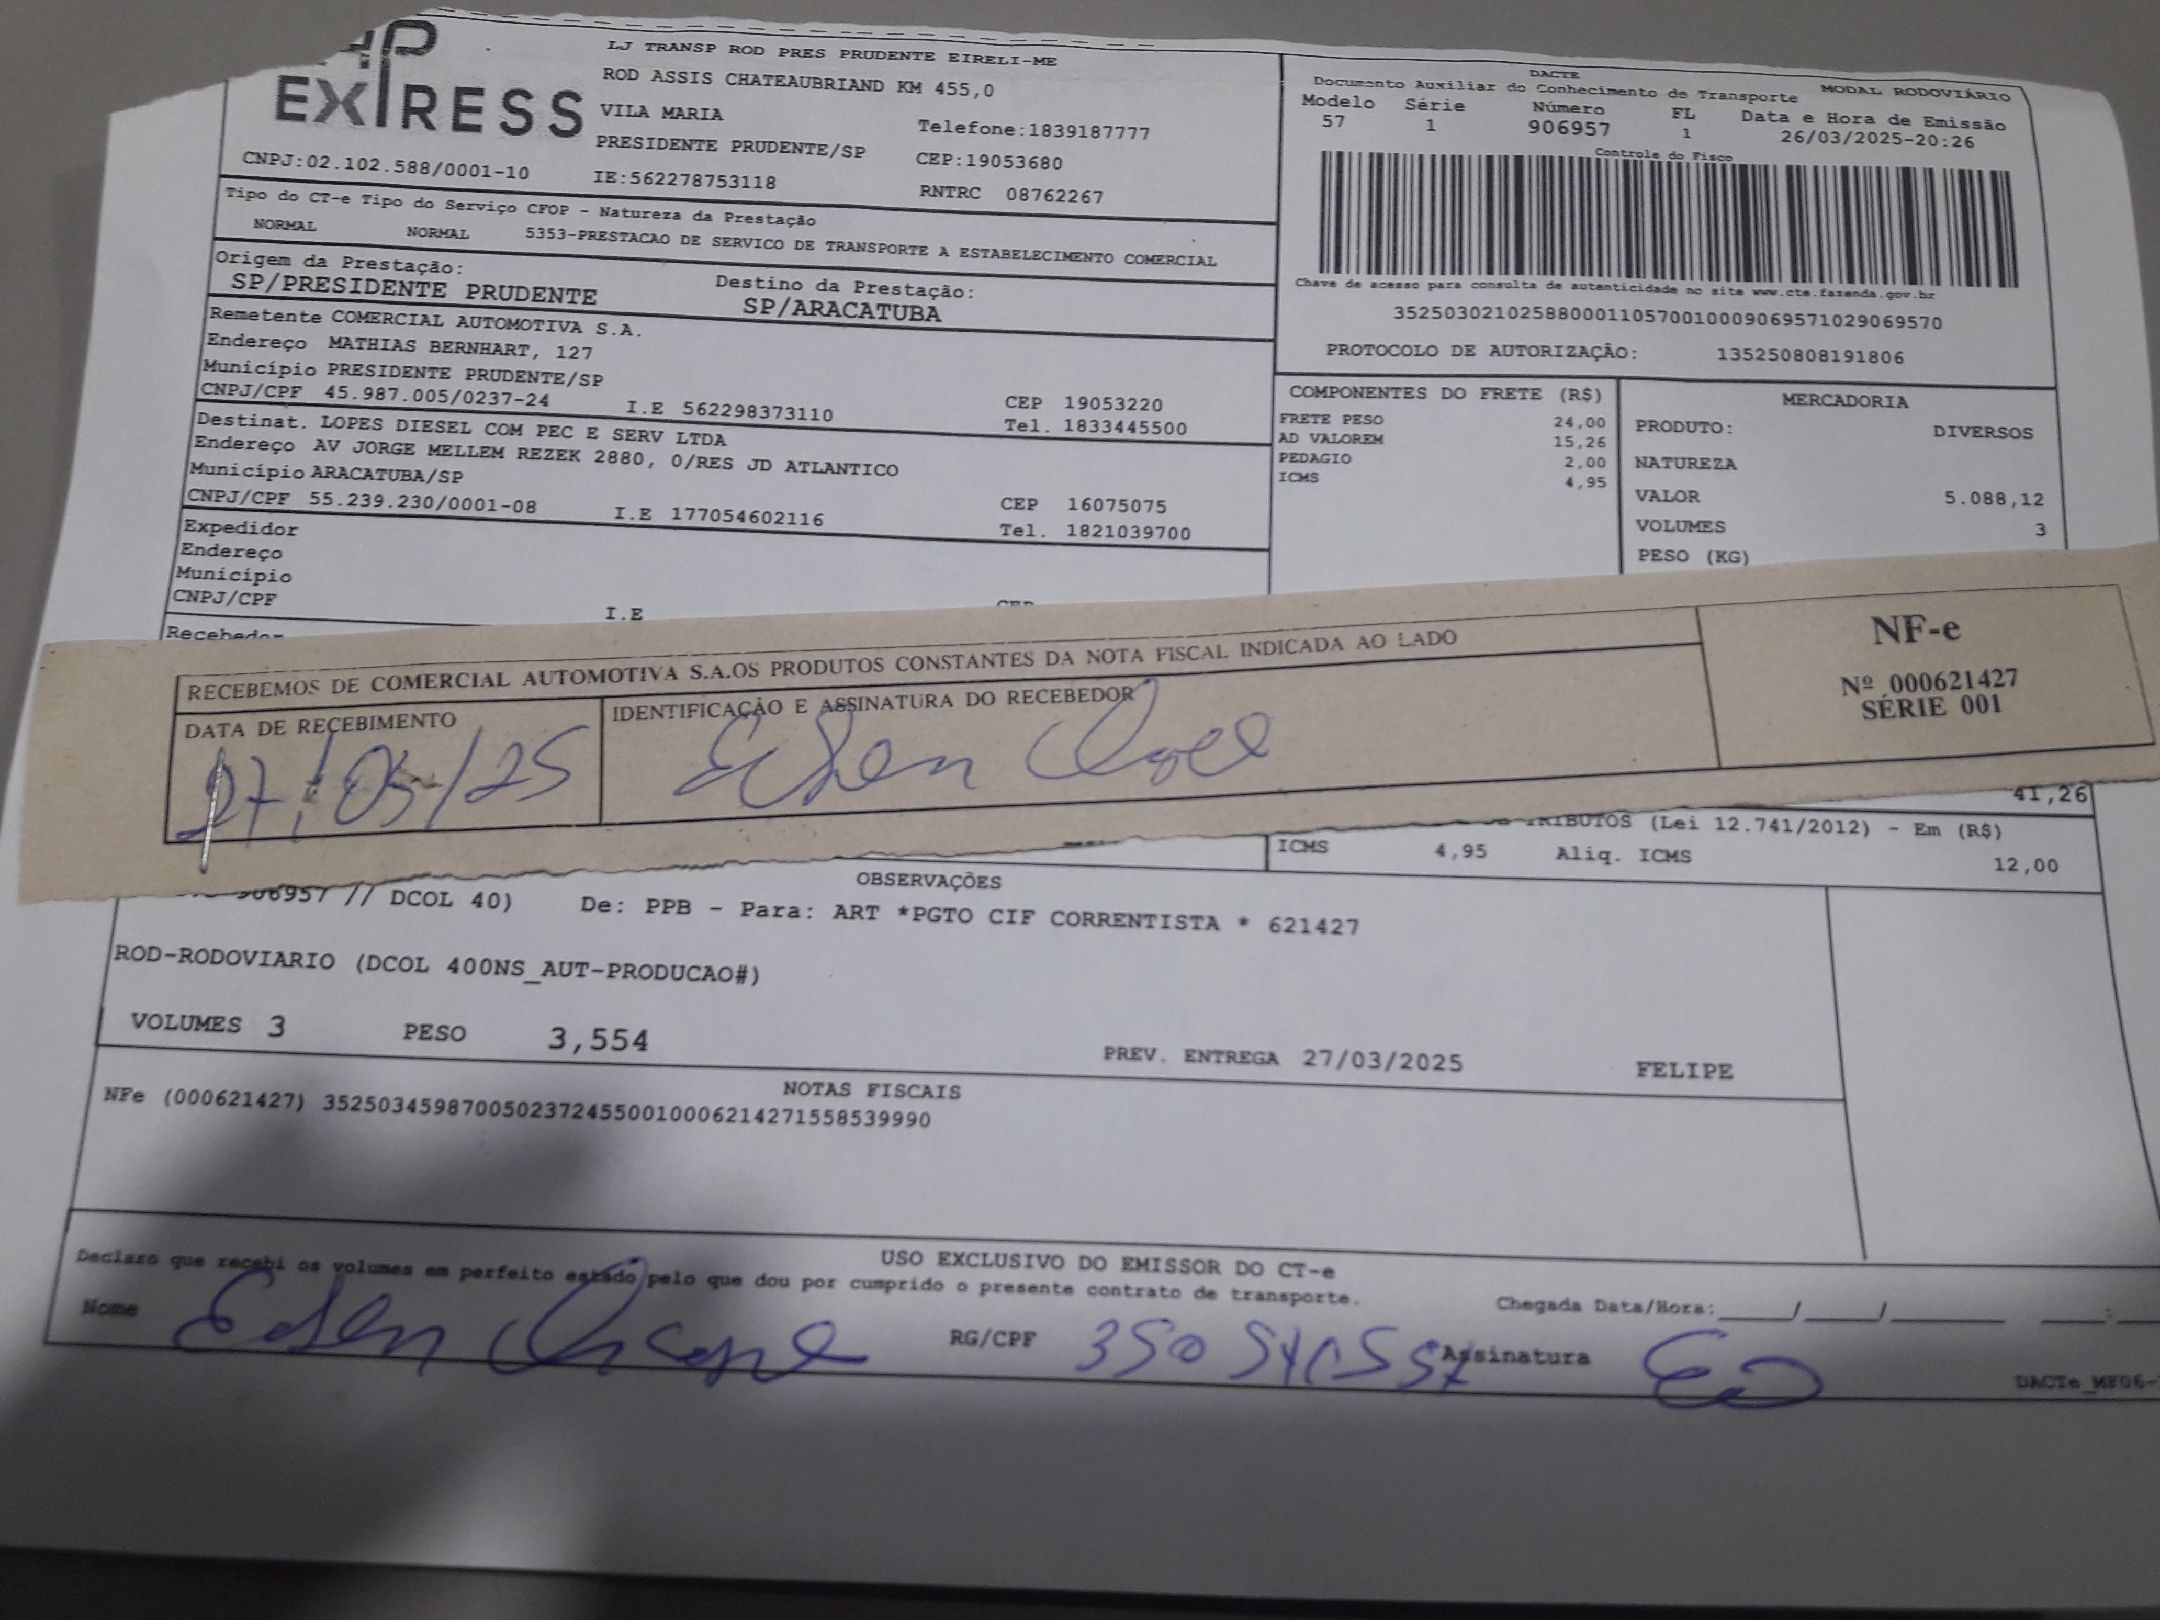 EXPRESS
LJ TRANSP ROD PRES PRUDENTE EIRELI-ME
ROD ASSIS CHATEAUBRIAND KM 455,0
VILA MARIA
Telefone:1839187777
PRESIDENTE PRUDENTE/SP CEP:19053680
CNPJ:02.102.588/0001-10 IE:562278753118 RNTRC 08762267
DACTE
Documento Auxiliar do Conhecimento de Transporte MODAL RODOVIÁRIO
Modelo Série Número FL Data e Hora de Emissão
57 1 906957 1 26/03/2025-20:26
Controle do Fisco
Chave de acesso para consulta de autenticidade no site www.cte.fazenda.gov.br
35250302102588000110570010009069571029069570
PROTOCOLO DE AUTORIZAÇÃO: 135250808191806
Tipo do CT-e Tipo do Serviço CFOP - Natureza da Prestação
NORMAL NORMAL 5353-PRESTACAO DE SERVICO DE TRANSPORTE A ESTABELECIMENTO COMERCIAL
Origem da Prestação: Destino da Prestação:
SP/PRESIDENTE PRUDENTE SP/ARACATUBA
Remetente COMERCIAL AUTOMOTIVA S.A.
Endereço MATHIAS BERNHART, 127
Município PRESIDENTE PRUDENTE/SP CEP 19053220
CNPJ/CPF 45.987.005/0237-24 I.E 562298373110 Tel. 1833445500
Destinat. LOPES DIESEL COM PEC E SERV LTDA
Endereço AV JORGE MELLEM REZEK 2880, 0/RES JD ATLANTICO
Município ARACATUBA/SP CEP 16075075
CNPJ/CPF 55.239.230/0001-08 I.E 177054602116 Tel. 1821039700
Expedidor
Endereço
Município
CNPJ/CPF I.E
Recebedor
COMPONENTES DO FRETE (R$)
FRETE PESO 24,00
AD VALOREM 15,26
PEDAGIO 2,00
ICMS 4,95
MERCADORIA
PRODUTO: DIVERSOS
NATUREZA
VALOR 5.088,12
VOLUMES 3
PESO (KG)
RECEBEMOS DE COMERCIAL AUTOMOTIVA S.A.OS PRODUTOS CONSTANTES DA NOTA FISCAL INDICADA AO LADO
DATA DE RECEBIMENTO IDENTIFICAÇÃO E ASSINATURA DO RECEBEDOR
27/03/25
NF-e
Nº 000621427
SÉRIE 001
41,26
TRIBUTOS (Lei 12.741/2012) - Em (R$)
ICMS 4,95 Aliq. ICMS 12,00
OBSERVAÇÕES
906957 // DCOL 40) De: PPB - Para: ART *PGTO CIF CORRENTISTA * 621427
ROD-RODOVIARIO (DCOL 400NS_AUT-PRODUCAO#)
VOLUMES 3 PESO 3,554 PREV. ENTREGA 27/03/2025 FELIPE
NOTAS FISCAIS
NFe (000621427) 35250345987005023724550010006214271558539990
USO EXCLUSIVO DO EMISSOR DO CT-e
Declaro que recebi os volumes em perfeito estado pelo que dou por cumprido o presente contrato de transporte.
Chegada Data/Hora:
Nome RG/CPF Assinatura